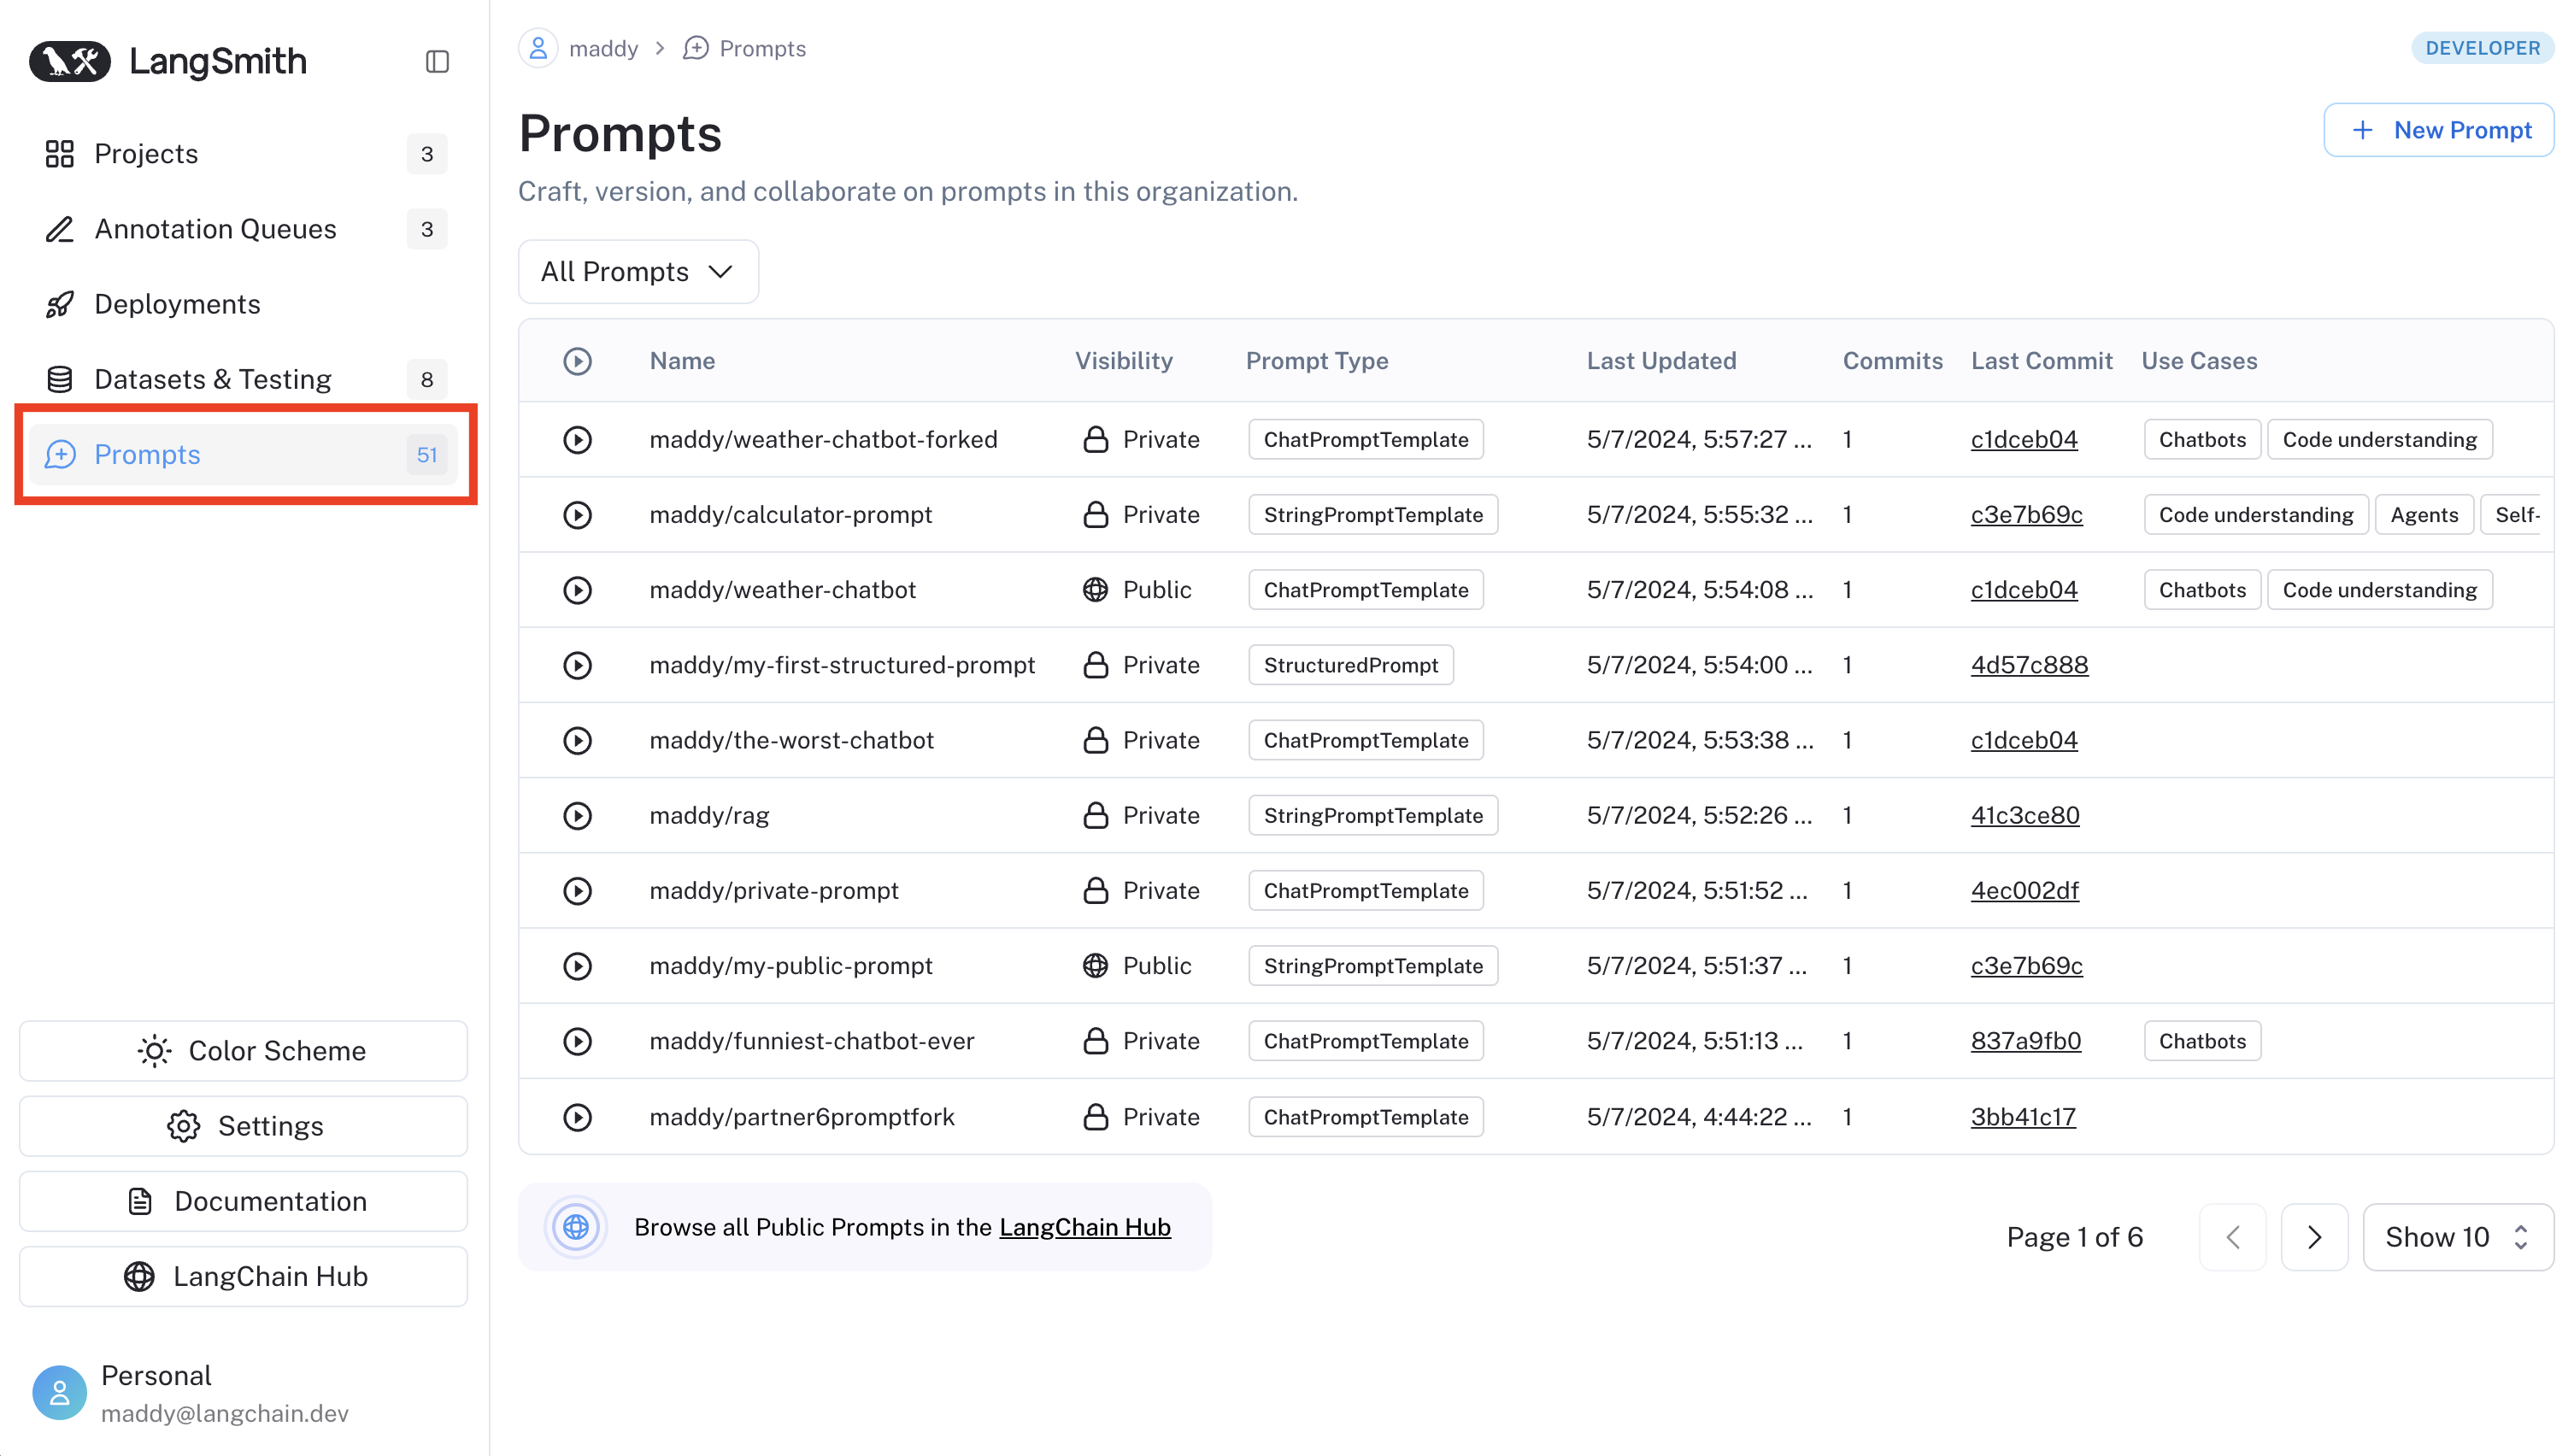 LangSmith
Projects 3
Annotation Queues 3
Deployments
Datasets & Testing 8
Prompts 51
Color Scheme
Settings
Documentation
LangChain Hub
Personal
maddy@langchain.dev
maddy > Prompts
DEVELOPER
Prompts
New Prompt
Craft, version, and collaborate on prompts in this organization.
All Prompts
Name Visibility Prompt Type Last Updated Commits Last Commit Use Cases
maddy/weather-chatbot-forked Private ChatPromptTemplate 5/7/2024, 5:57:27 ... 1 c1dceb04 Chatbots Code understanding
maddy/calculator-prompt Private StringPromptTemplate 5/7/2024, 5:55:32 ... 1 c3e7b69c Code understanding Agents Self-
maddy/weather-chatbot Public ChatPromptTemplate 5/7/2024, 5:54:08 ... 1 c1dceb04 Chatbots Code understanding
maddy/my-first-structured-prompt Private StructuredPrompt 5/7/2024, 5:54:00 ... 1 4d57c888
maddy/the-worst-chatbot Private ChatPromptTemplate 5/7/2024, 5:53:38 ... 1 c1dceb04
maddy/rag Private StringPromptTemplate 5/7/2024, 5:52:26 ... 1 41c3ce80
maddy/private-prompt Private ChatPromptTemplate 5/7/2024, 5:51:52 ... 1 4ec002df
maddy/my-public-prompt Public StringPromptTemplate 5/7/2024, 5:51:37 ... 1 c3e7b69c
maddy/funniest-chatbot-ever Private ChatPromptTemplate 5/7/2024, 5:51:13 ... 1 837a9fb0 Chatbots
maddy/partner6promptfork Private ChatPromptTemplate 5/7/2024, 4:44:22 ... 1 3bb41c17
Browse all Public Prompts in the LangChain Hub
Page 1 of 6
Show 10